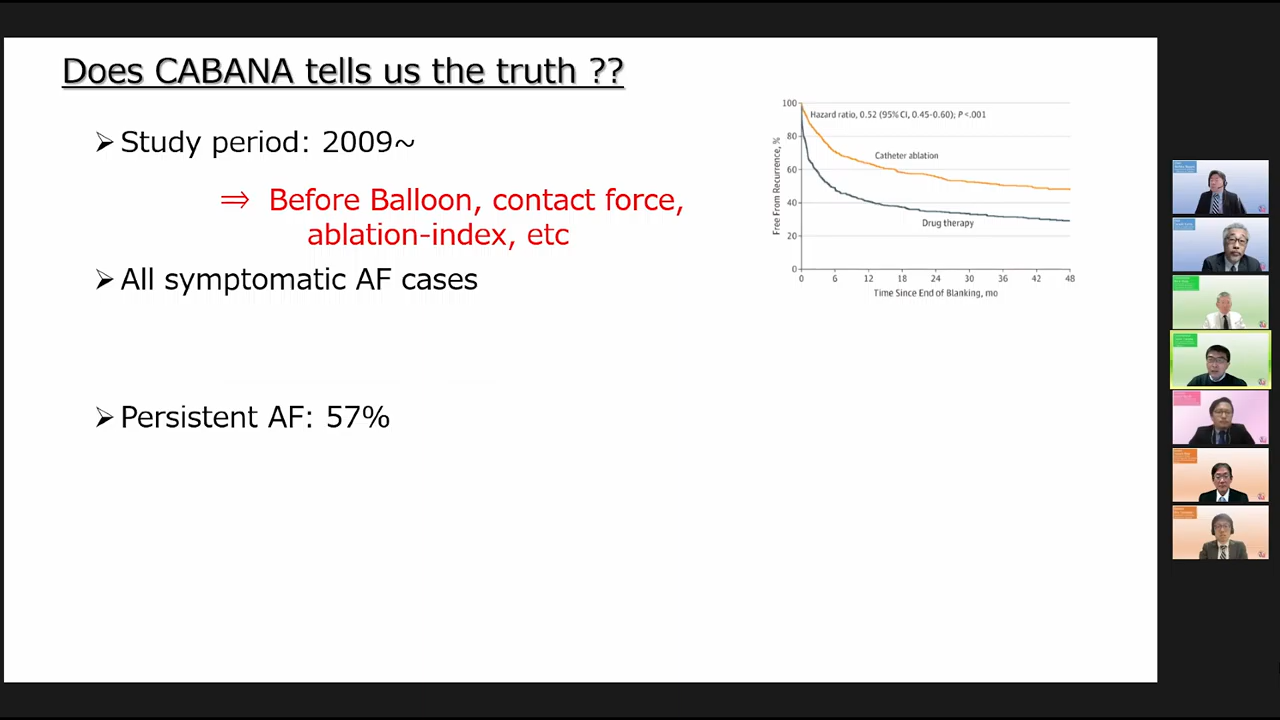 Does CABANA tells us the truth ??
➢ Study period: 2009~
⇒ Before Balloon, contact force,
ablation-index, etc
➢ All symptomatic AF cases
➢ Persistent AF: 57%
Hazard ratio, 0.52 (95% CI, 0.45-0.60); P <.001
Catheter ablation
Drug therapy
Free From Recurrence, %
100
80
60
40
20
0
0 6 12 18 24 30 36 42 48
Time Since End of Blanking, mo